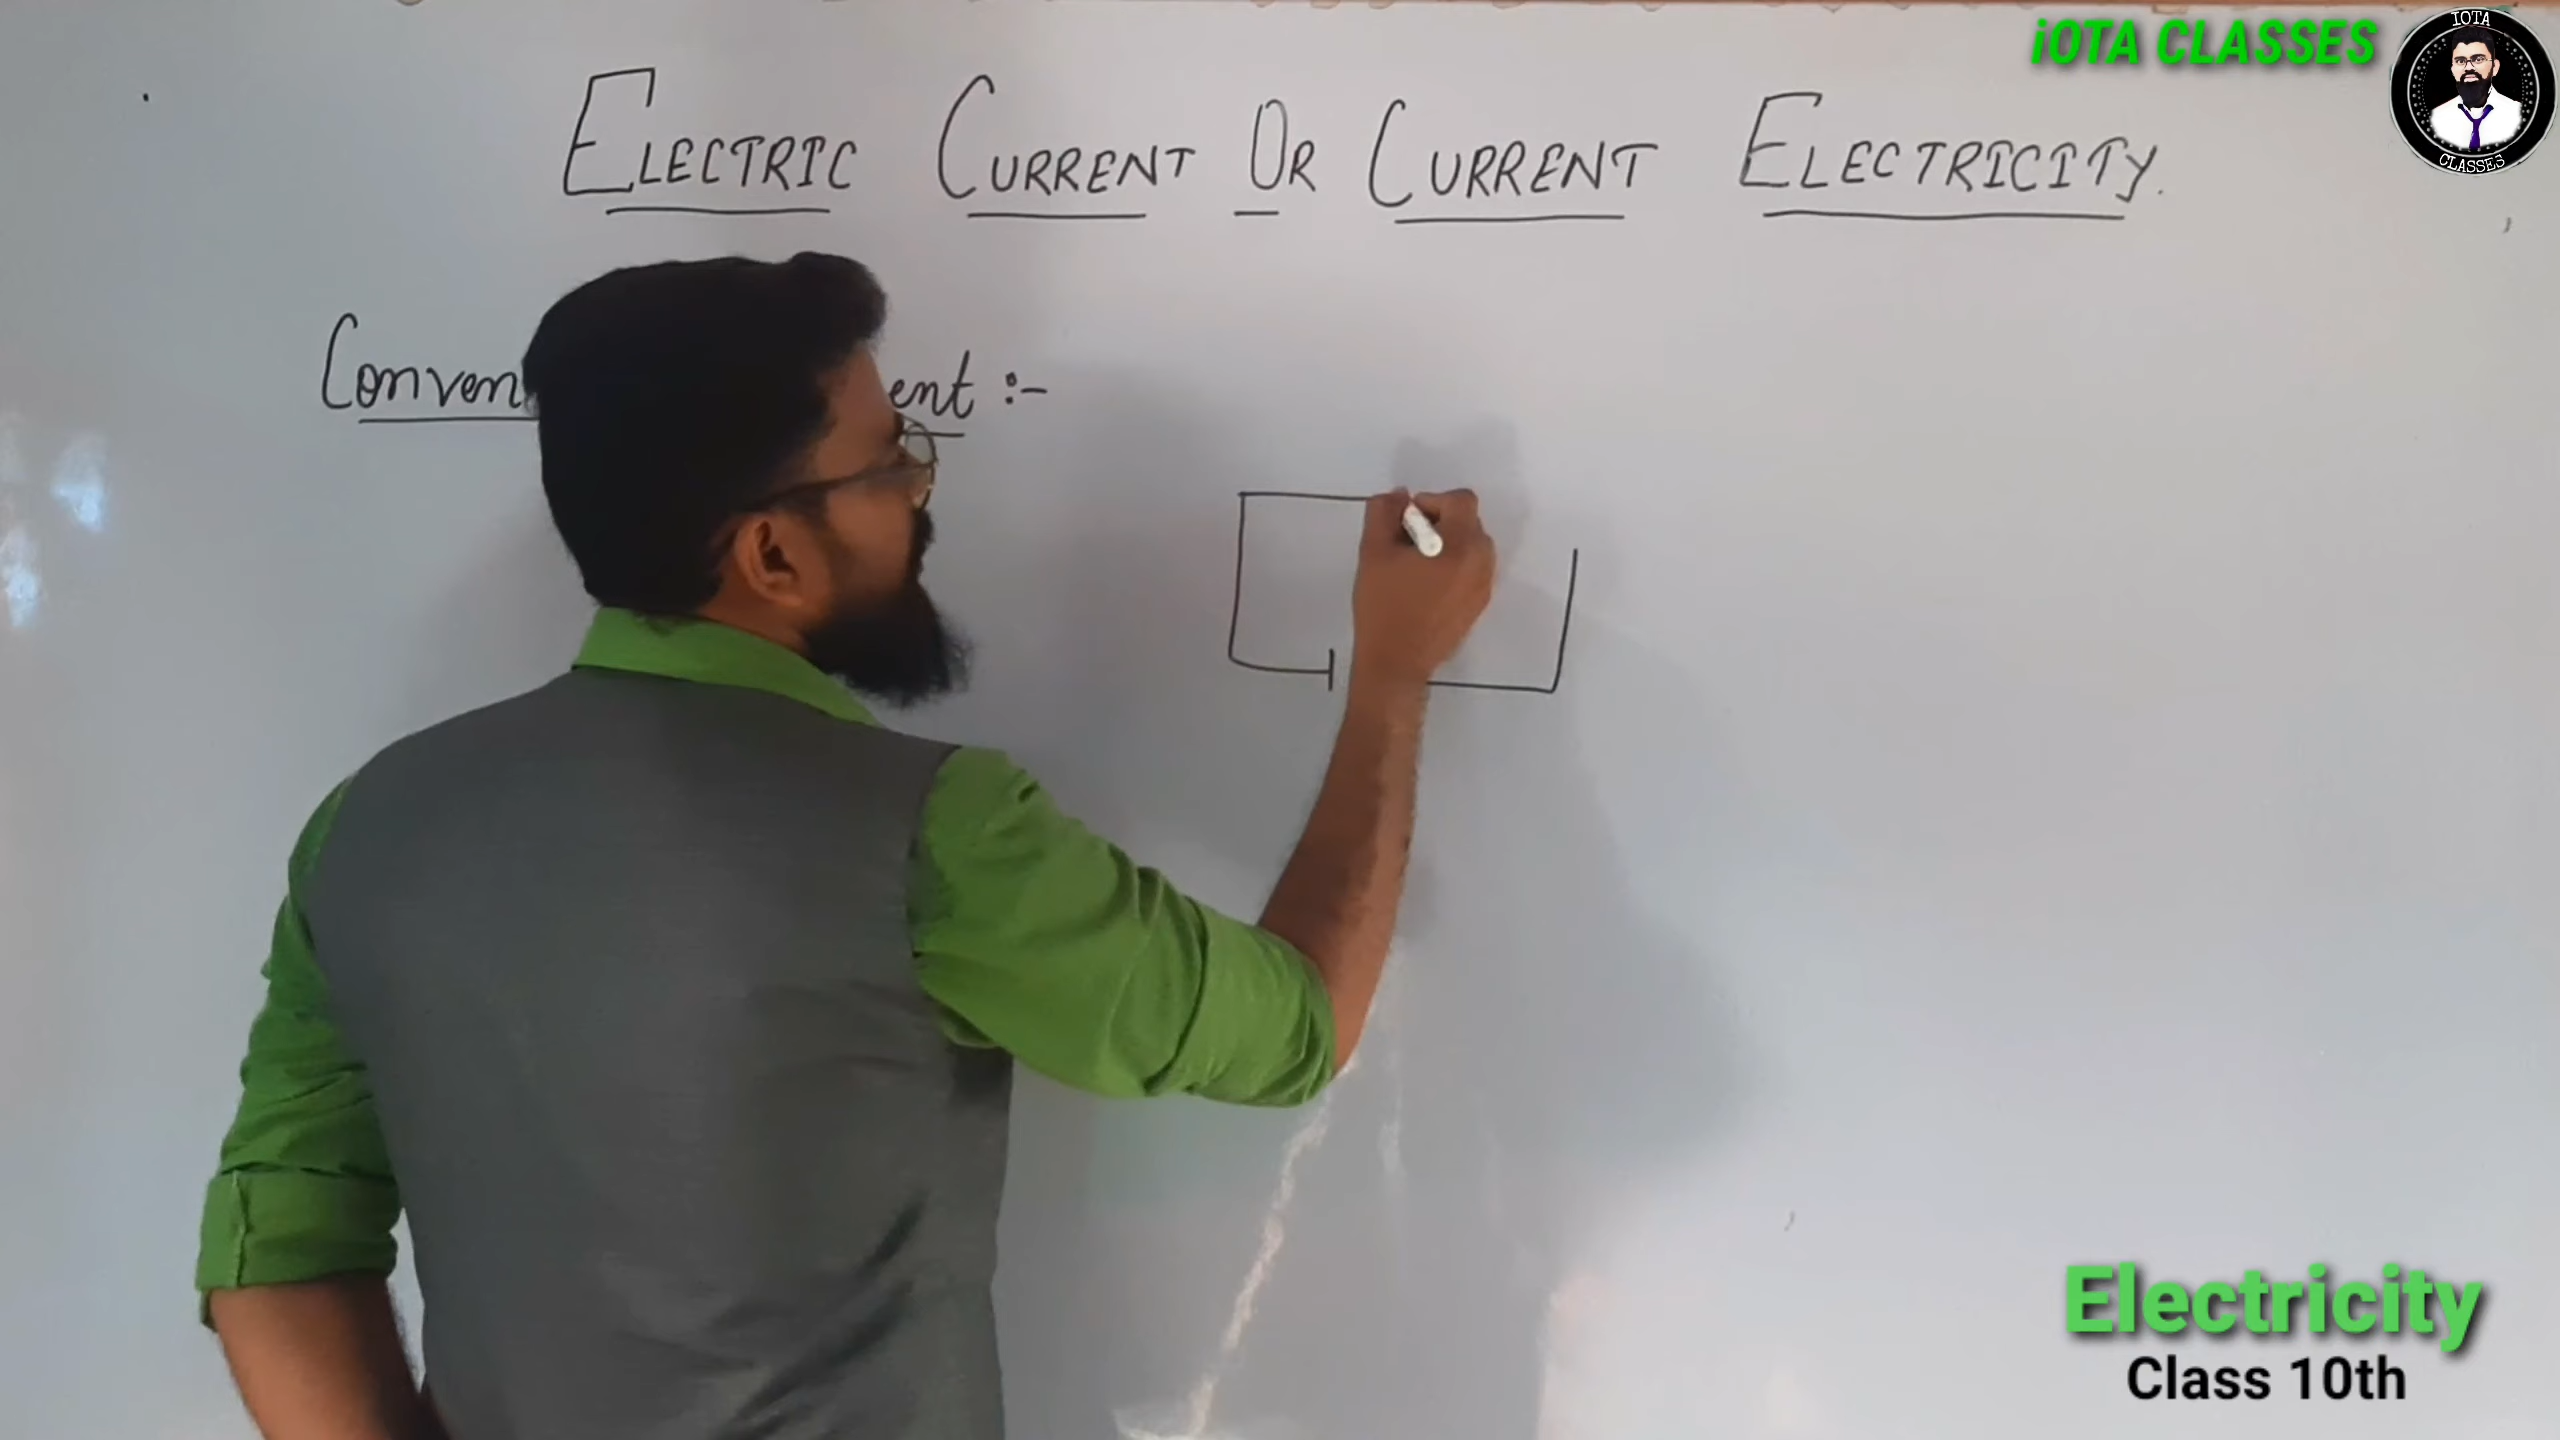 iOTA CLASSES
IOTA
CLASSES
ELECTRIC CURRENT OR CURRENT ELECTRICITY.
Conven ent :-
Electricity
Class 10th